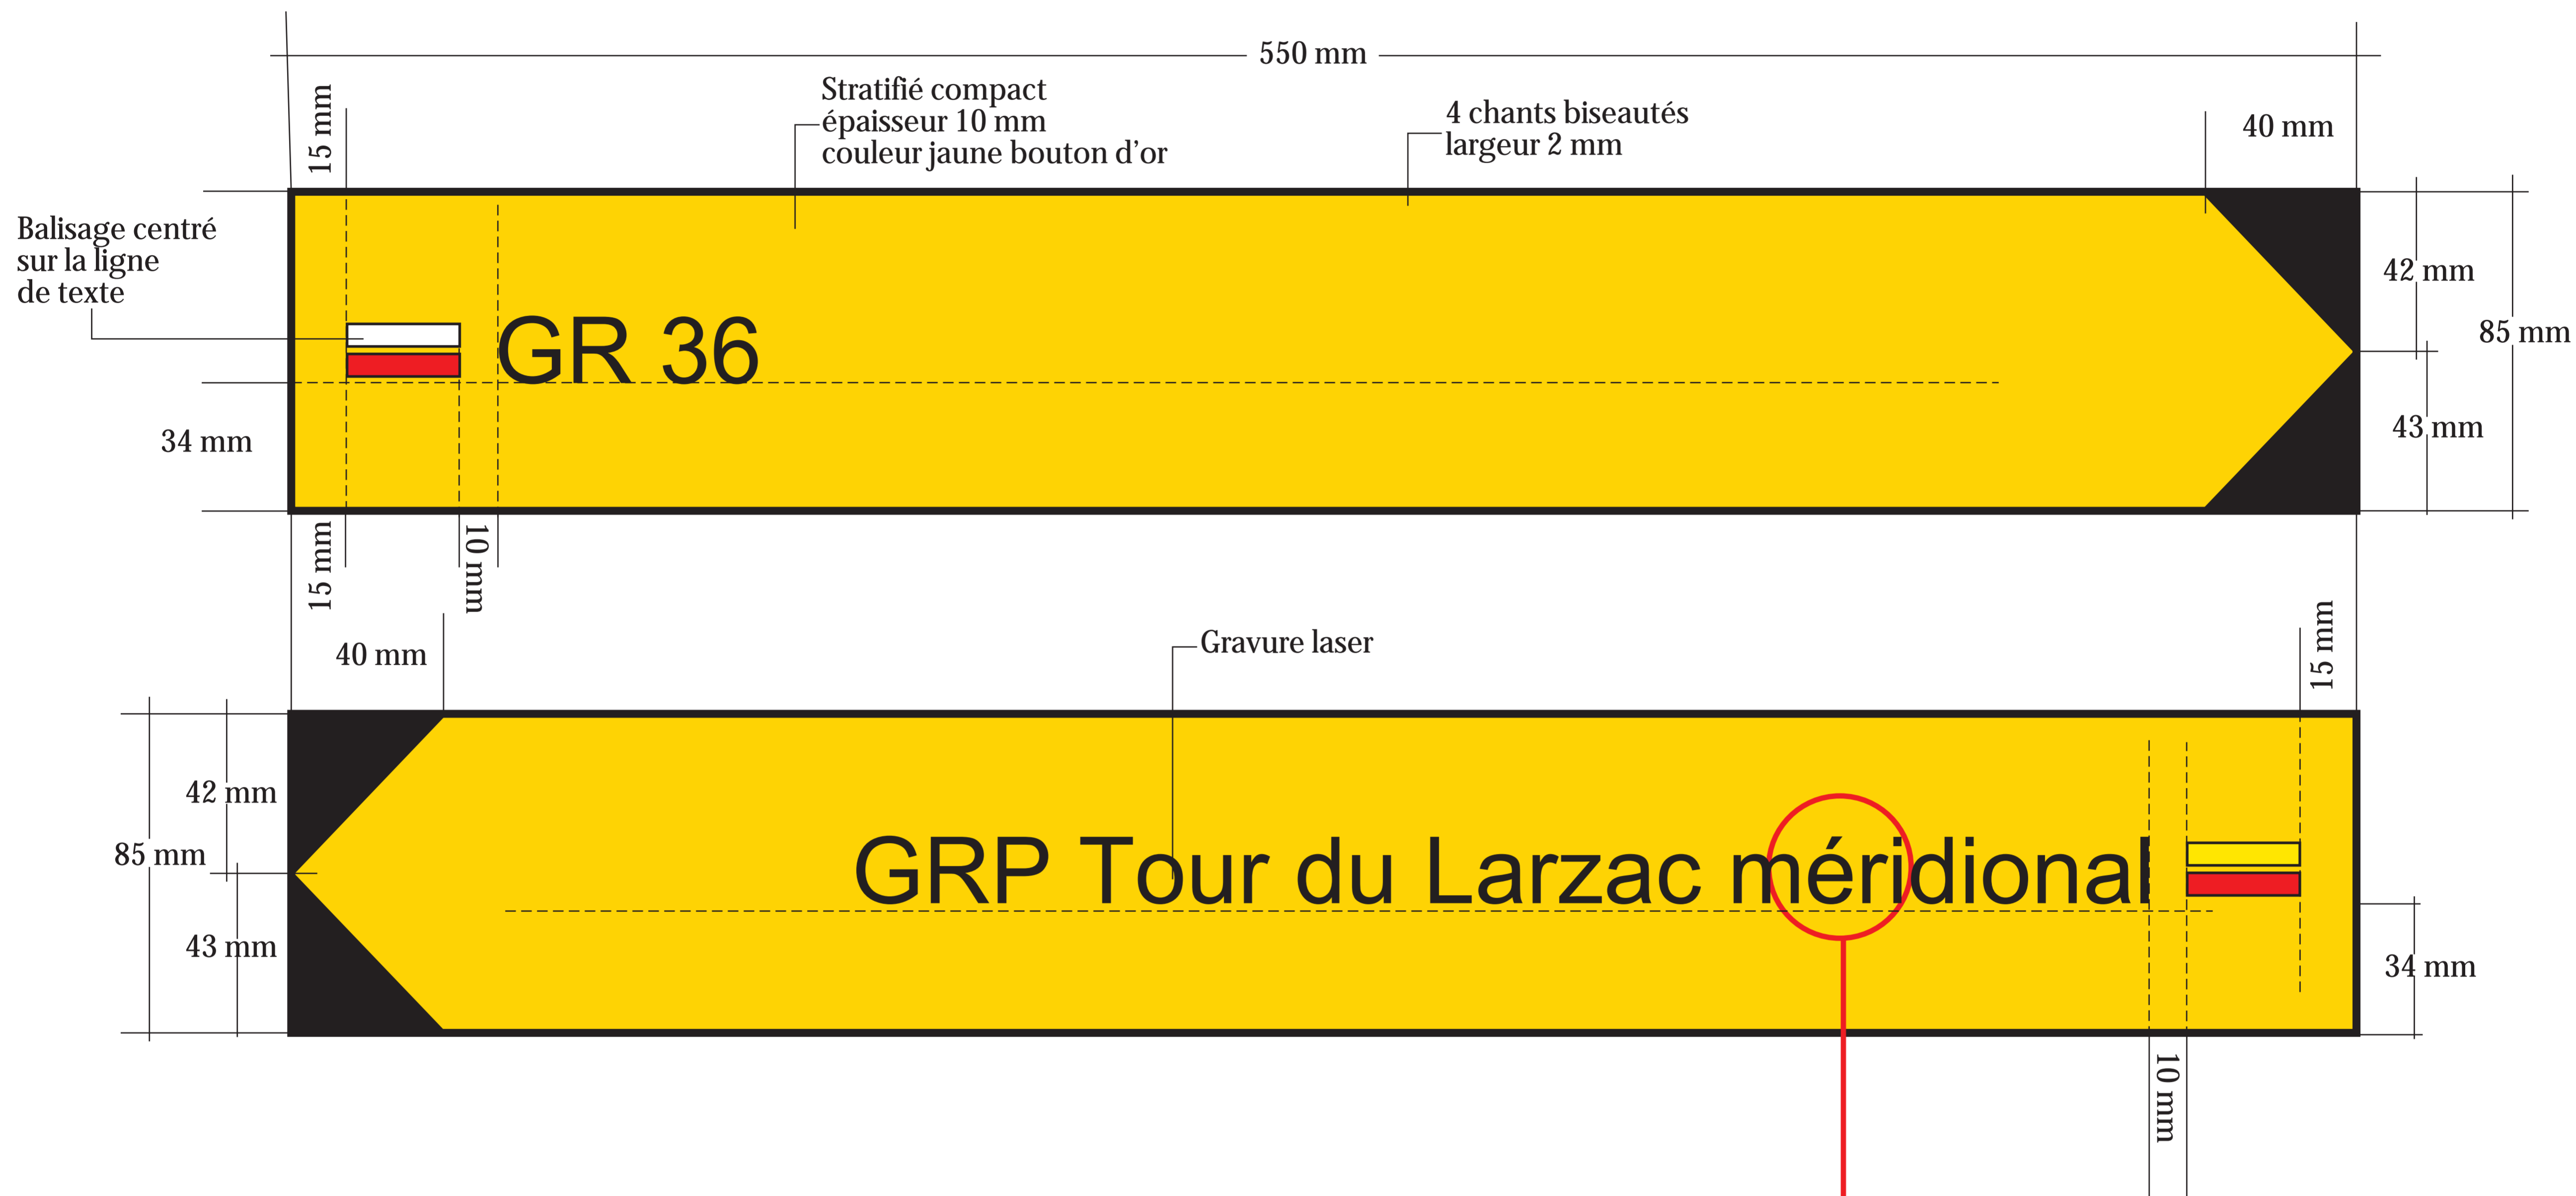 550 mm
Stratifié compact
épaisseur 10 mm
couleur jaune bouton d’or
4 chants biseautés
largeur 2 mm
15 mm
40 mm
Balisage centré
sur la ligne
de texte
42 mm
85 mm
GR 36
43 mm
34 mm
15 mm
10 mm
40 mm
Gravure laser
15 mm
42 mm
85 mm
GRP Tour du Larzac méridional
43 mm
34 mm
10 mm